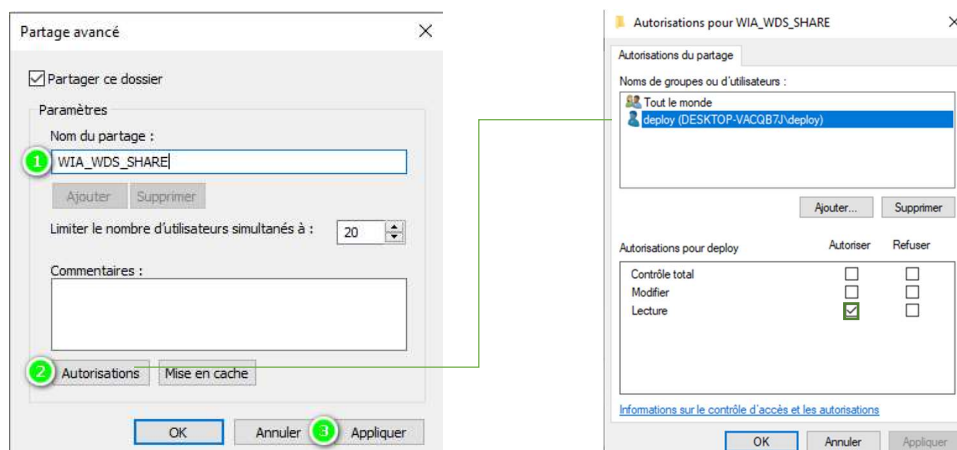 Partage avancé
Partager ce dossier
Paramètres
Nom du partage :
1
WIA_WDS_SHARE
Ajouter Supprimer
Limiter le nombre d'utilisateurs simultanés à : 20
Commentaires :
2
Autorisations Mise en cache
OK Annuler 3 Appliquer
Autorisations pour WIA_WDS_SHARE
Autorisations du partage
Noms de groupes ou d'utilisateurs :
Tout le monde
deploy (DESKTOP-VACQB7J\deploy)
Ajouter... Supprimer
Autorisations pour deploy Autoriser Refuser
Contrôle total
Modifier
Lecture
Informations sur le contrôle d'accès et les autorisations
OK Annuler Appliquer